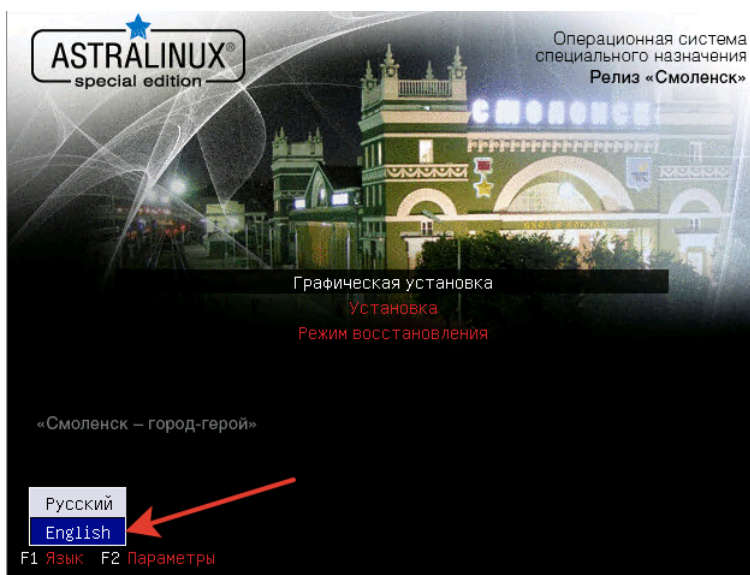 ASTRALINUX®
special edition
Операционная система
специального назначения
Релиз «Смоленск»
СМОЛЕНСК
Графическая установка
Установка
Режим восстановления
«Смоленск – город-герой»
Русский
English
F1 Язык F2 Параметры